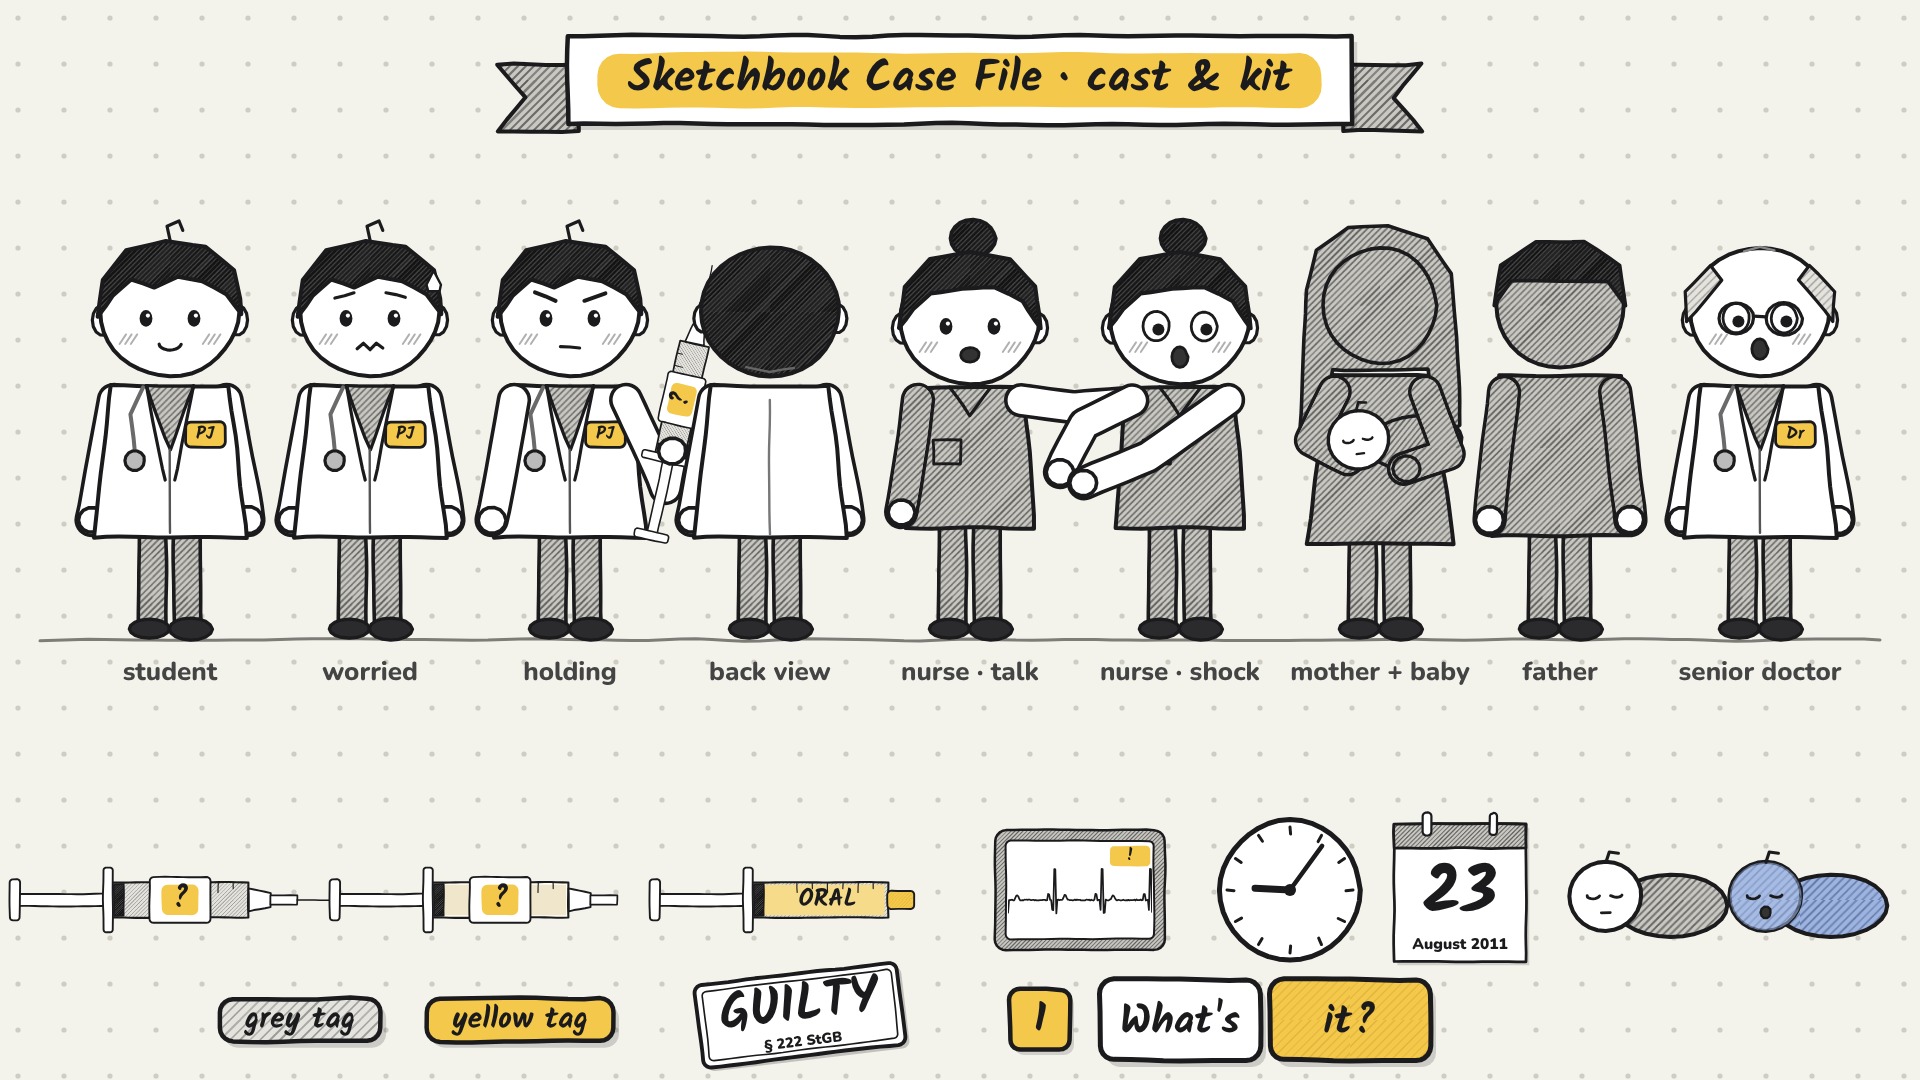 Sketchbook Case File · cast & kit
PJ
PJ
PJ
?
Dr
student
worried
holding
back view
nurse · talk
nurse · shock
mother + baby
father
senior doctor
?
?
ORAL
!
23
August 2011
grey tag
yellow tag
GUILTY
§ 222 StGB
1
What's
it?